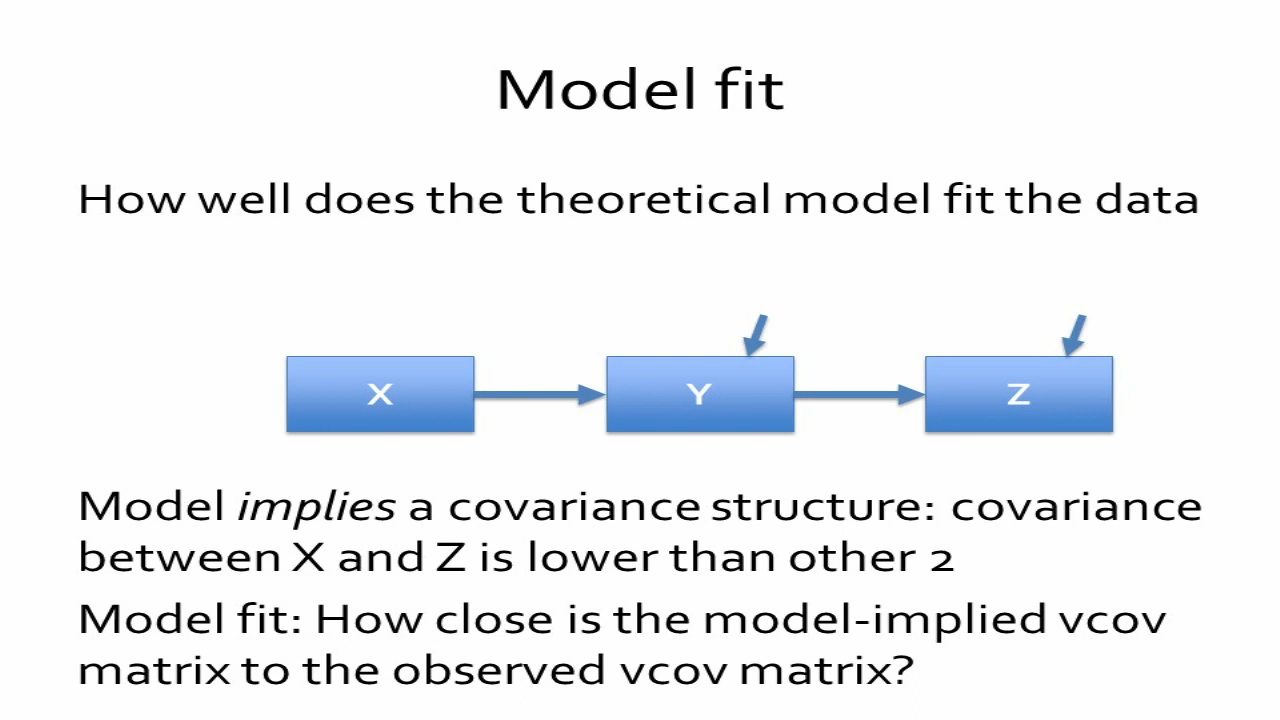 Model fit
How well does the theoretical model fit the data
X
Y
Z
Model implies a covariance structure: covariance
between X and Z is lower than other 2
Model fit: How close is the model-implied vcov
matrix to the observed vcov matrix?